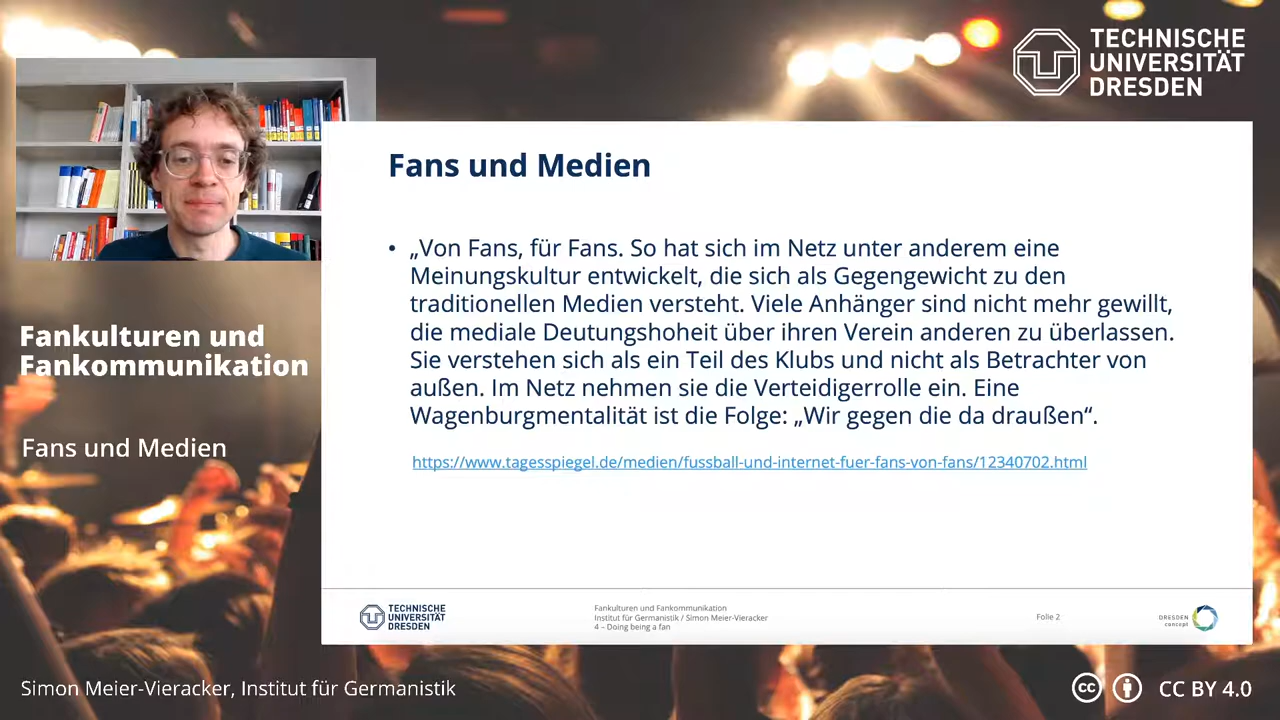 TECHNISCHE
UNIVERSITÄT
DRESDEN
Fans und Medien
• „Von Fans, für Fans. So hat sich im Netz unter anderem eine
Meinungskultur entwickelt, die sich als Gegengewicht zu den
traditionellen Medien versteht. Viele Anhänger sind nicht mehr gewillt,
die mediale Deutungshoheit über ihren Verein anderen zu überlassen.
Sie verstehen sich als ein Teil des Klubs und nicht als Betrachter von
außen. Im Netz nehmen sie die Verteidigerrolle ein. Eine
Wagenburgmentalität ist die Folge: „Wir gegen die da draußen“.
https://www.tagesspiegel.de/medien/fussball-und-internet-fuer-fans-von-fans/12340702.html
Fankulturen und
Fankommunikation
Fans und Medien
TECHNISCHE
UNIVERSITÄT
DRESDEN
Fankulturen und Fankommunikation
Institut für Germanistik / Simon Meier-Vieracker
4 – Doing being a fan
Folie 2
DRESDEN
concept
Simon Meier-Vieracker, Institut für Germanistik
cc
CC BY 4.0